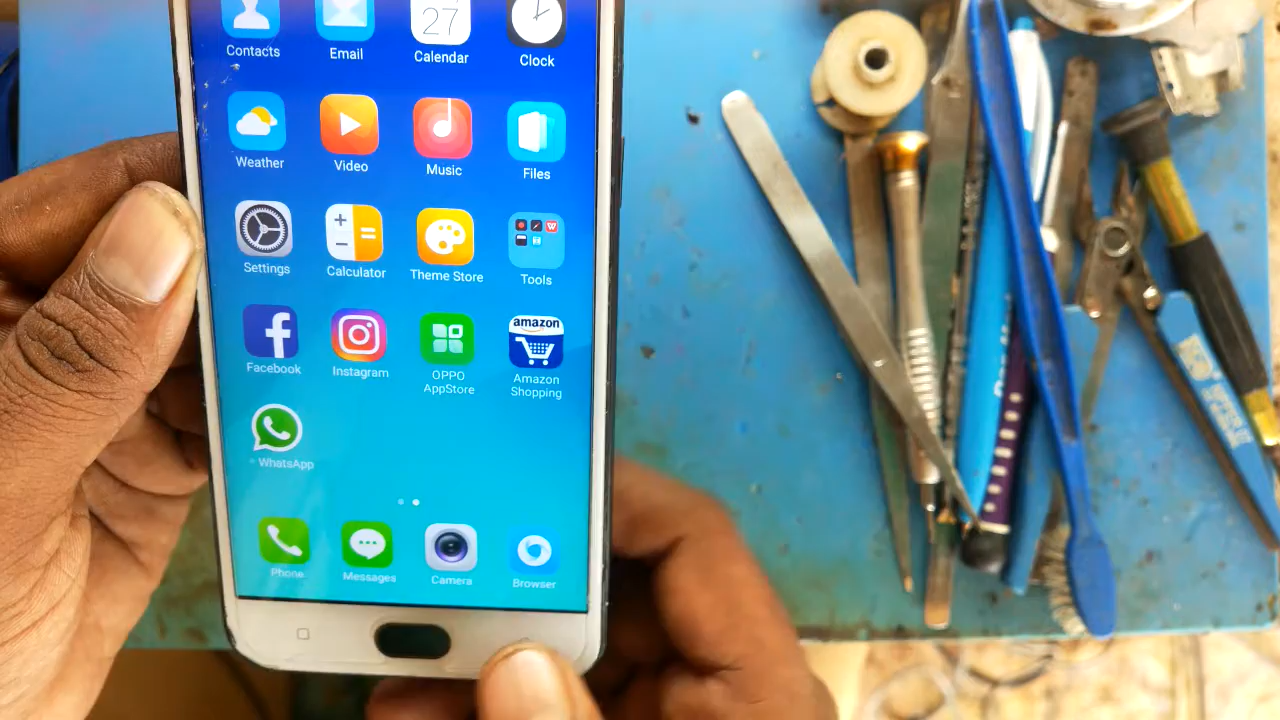 Contacts
Email
27
Calendar
Clock
Weather
Video
Music
Files
Settings
Calculator
Theme Store
Tools
Facebook
Instagram
OPPO
AppStore
amazon
Amazon
Shopping
WhatsApp
Phone
Messages
Camera
Browser